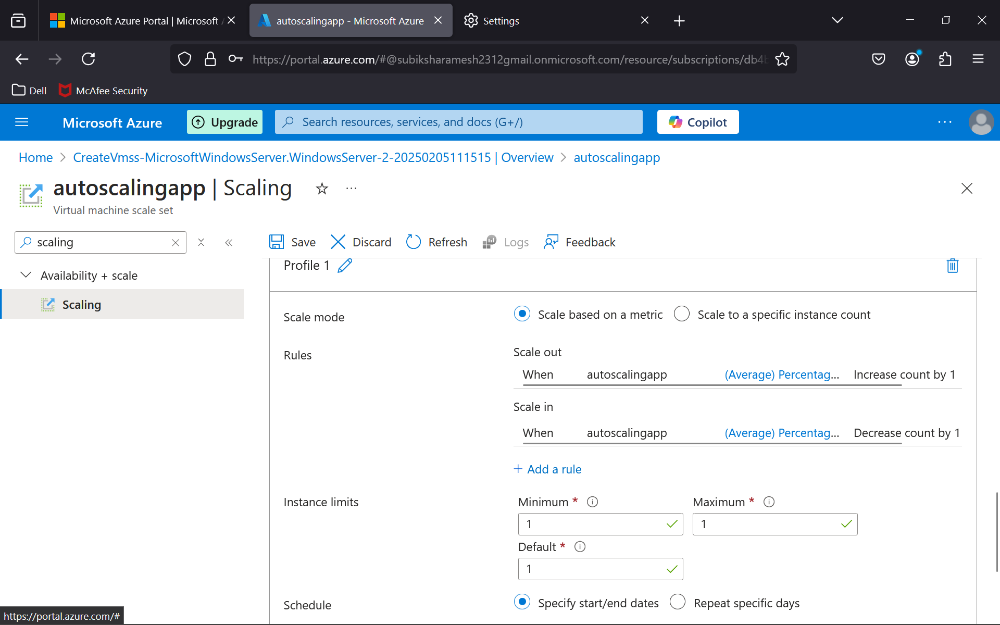 Microsoft Azure Portal | Microsoft A
autoscalingapp - Microsoft Azure
Settings
https://portal.azure.com/#@subiksharamesh2312gmail.onmicrosoft.com/resource/subscriptions/db4b
Dell
McAfee Security
Microsoft Azure
Upgrade
Search resources, services, and docs (G+/)
Copilot
Home > CreateVmss-MicrosoftWindowsServer.WindowsServer-2-20250205111515 | Overview > autoscalingapp
autoscalingapp | Scaling
Virtual machine scale set
scaling
Save
Discard
Refresh
Logs
Feedback
Availability + scale
Scaling
Profile 1
Scale mode
Scale based on a metric
Scale to a specific instance count
Rules
Scale out
When autoscalingapp (Average) Percentag... Increase count by 1
Scale in
When autoscalingapp (Average) Percentag... Decrease count by 1
+ Add a rule
Instance limits
Minimum *
Maximum *
1
1
Default *
1
Schedule
Specify start/end dates
Repeat specific days
https://portal.azure.com/#